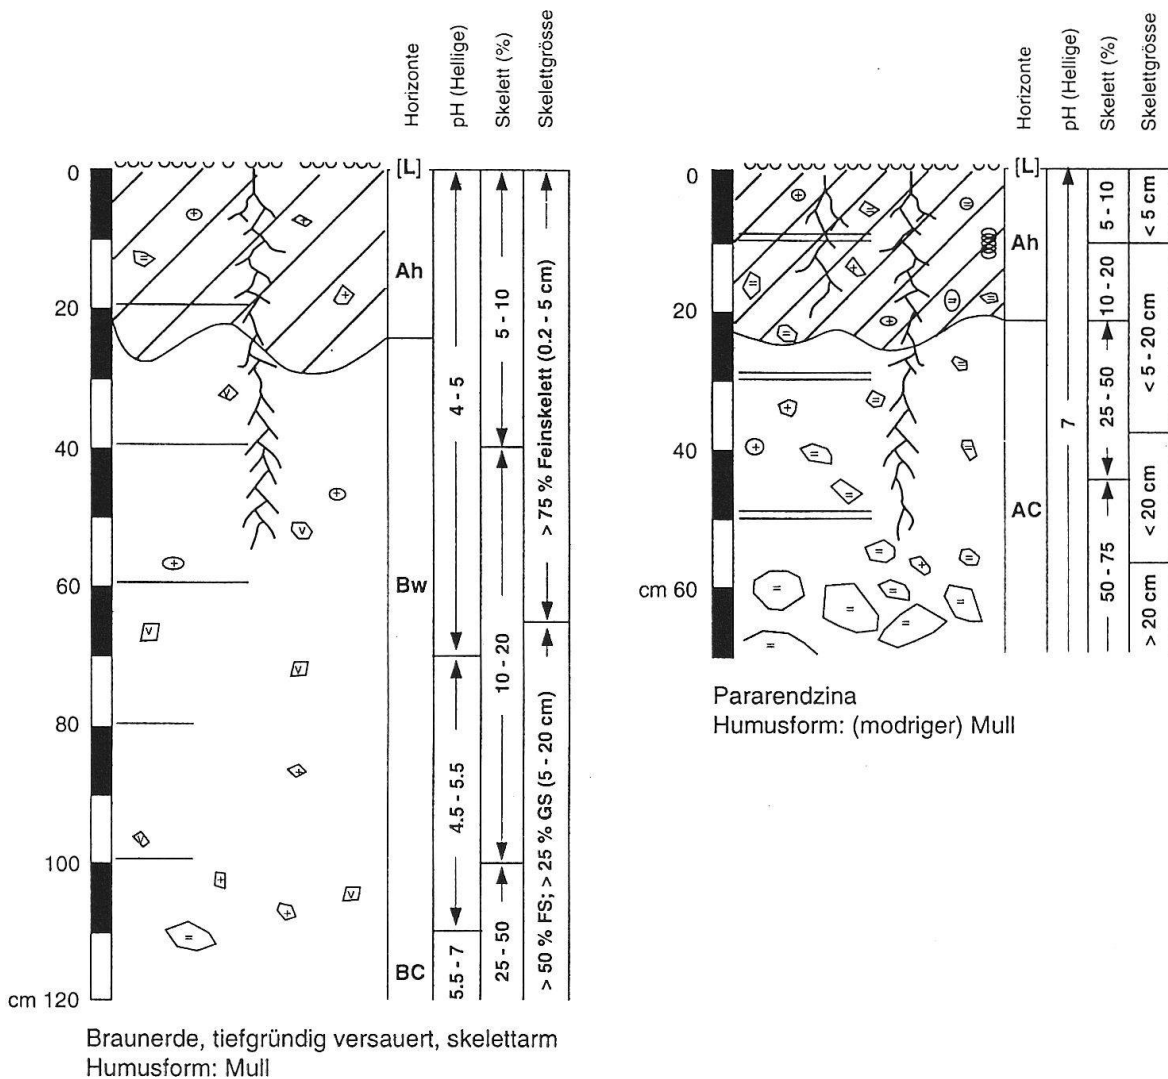 Horizonte
pH (Hellige)
Skelett (%)
Skelettgrösse
0
20
40
60
80
100
cm 120
[L]
Ah
Bw
BC
4 - 5
4.5 - 5.5
5.5 - 7
5 - 10
10 - 20
25 - 50
> 75 % Feinskelett (0.2 - 5 cm)
> 50 % FS; > 25 % GS (5 - 20 cm)
Braunerde, tiefgründig versauert, skelettarm
Humusform: Mull
Horizonte
pH (Hellige)
Skelett (%)
Skelettgrösse
0
20
40
cm 60
[L]
Ah
AC
7
5 - 10
10 - 20
25 - 50
50 - 75
< 5 cm
< 5 - 20 cm
< 20 cm
> 20 cm
Pararendzina
Humusform: (modriger) Mull